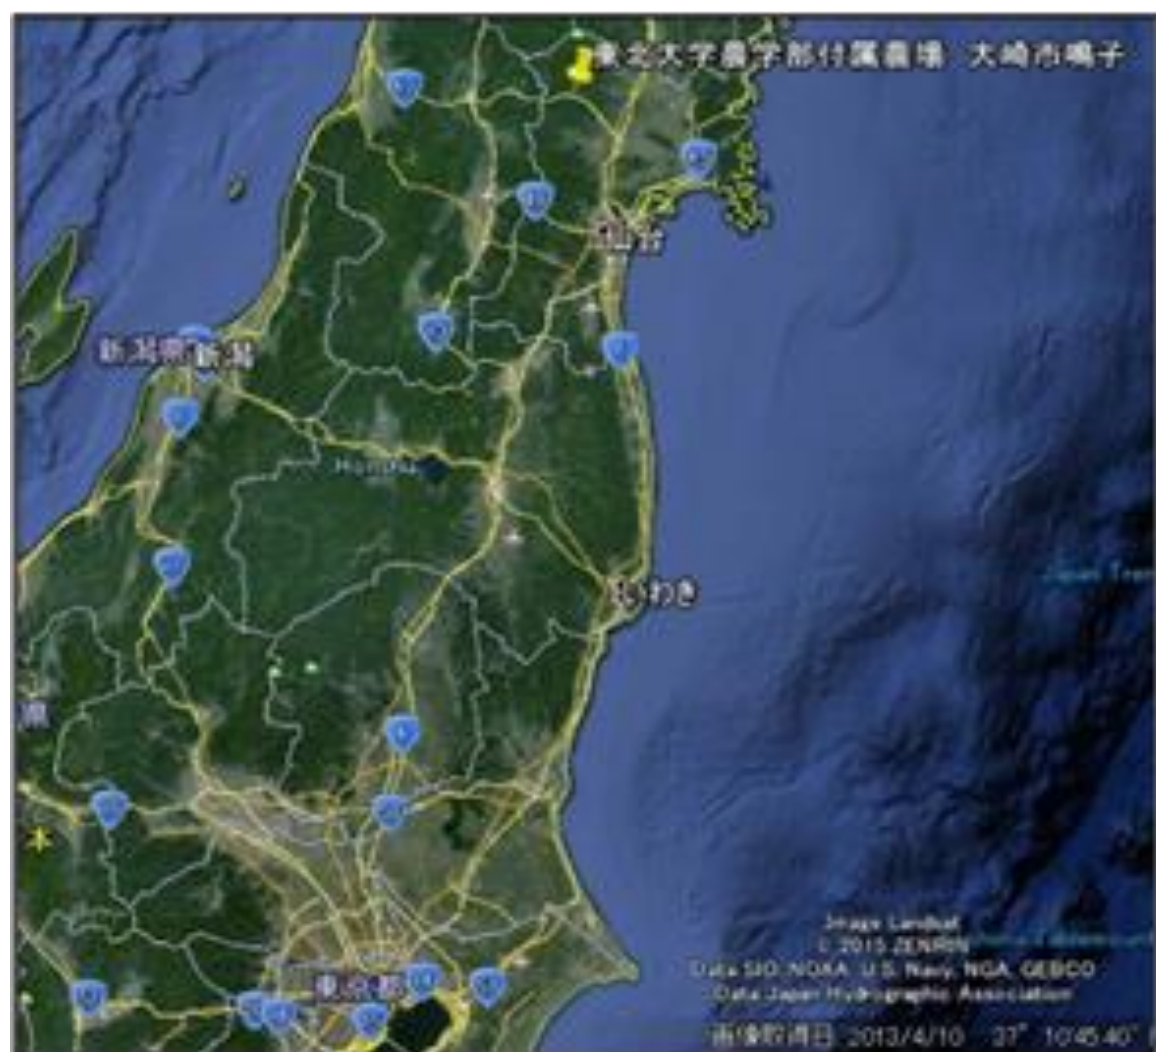 東北大学農学部付属農場 大崎市鳴子
仙台
新潟県 新潟
Honshu
いわき
県
東京都
Image Landsat
© 2015 ZENRIN
Data SIO, NOAA, U.S. Navy, NGA, GEBCO
Data Japan Hydrographic Association
画像取得日 2013/4/10 37° 10'45.40"